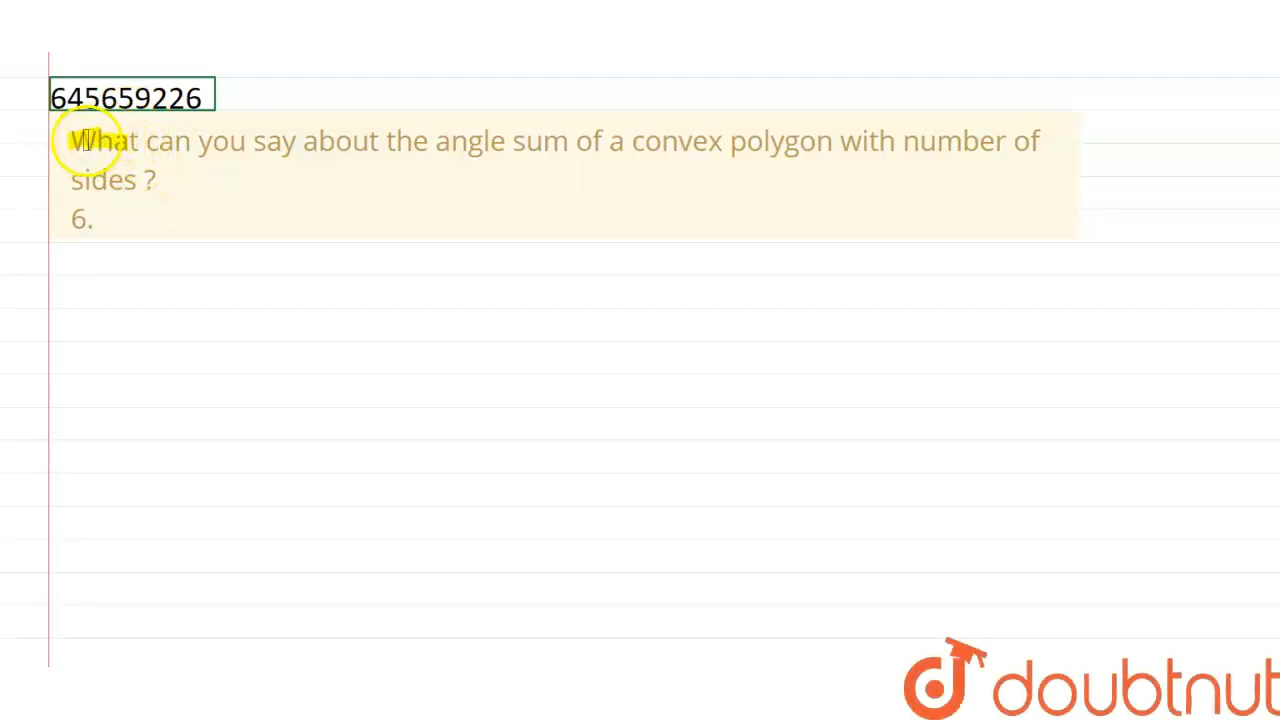 645659226
What can you say about the angle sum of a convex polygon with number of
sides ?
6.
doubtnut